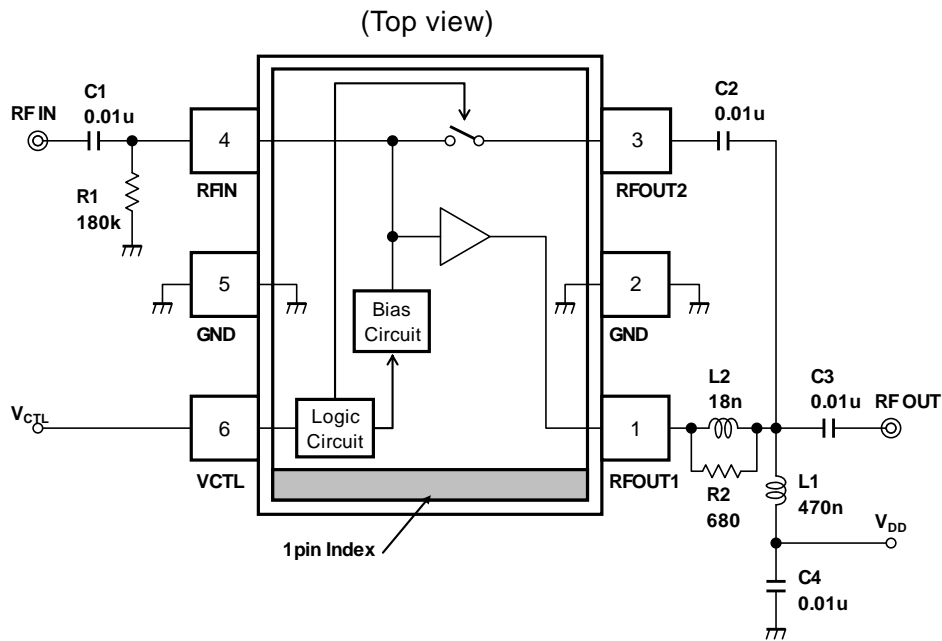 (Top view)
C1
0.01u
RF IN
R1
180k
4
RFIN
3
RFOUT2
C2
0.01u
5
GND
2
GND
Bias
Circuit
Logic
Circuit
VCTL
6
VCTL
1
RFOUT1
L2
18n
R2
680
C3
0.01u
RF OUT
L1
470n
VDD
C4
0.01u
1pin Index